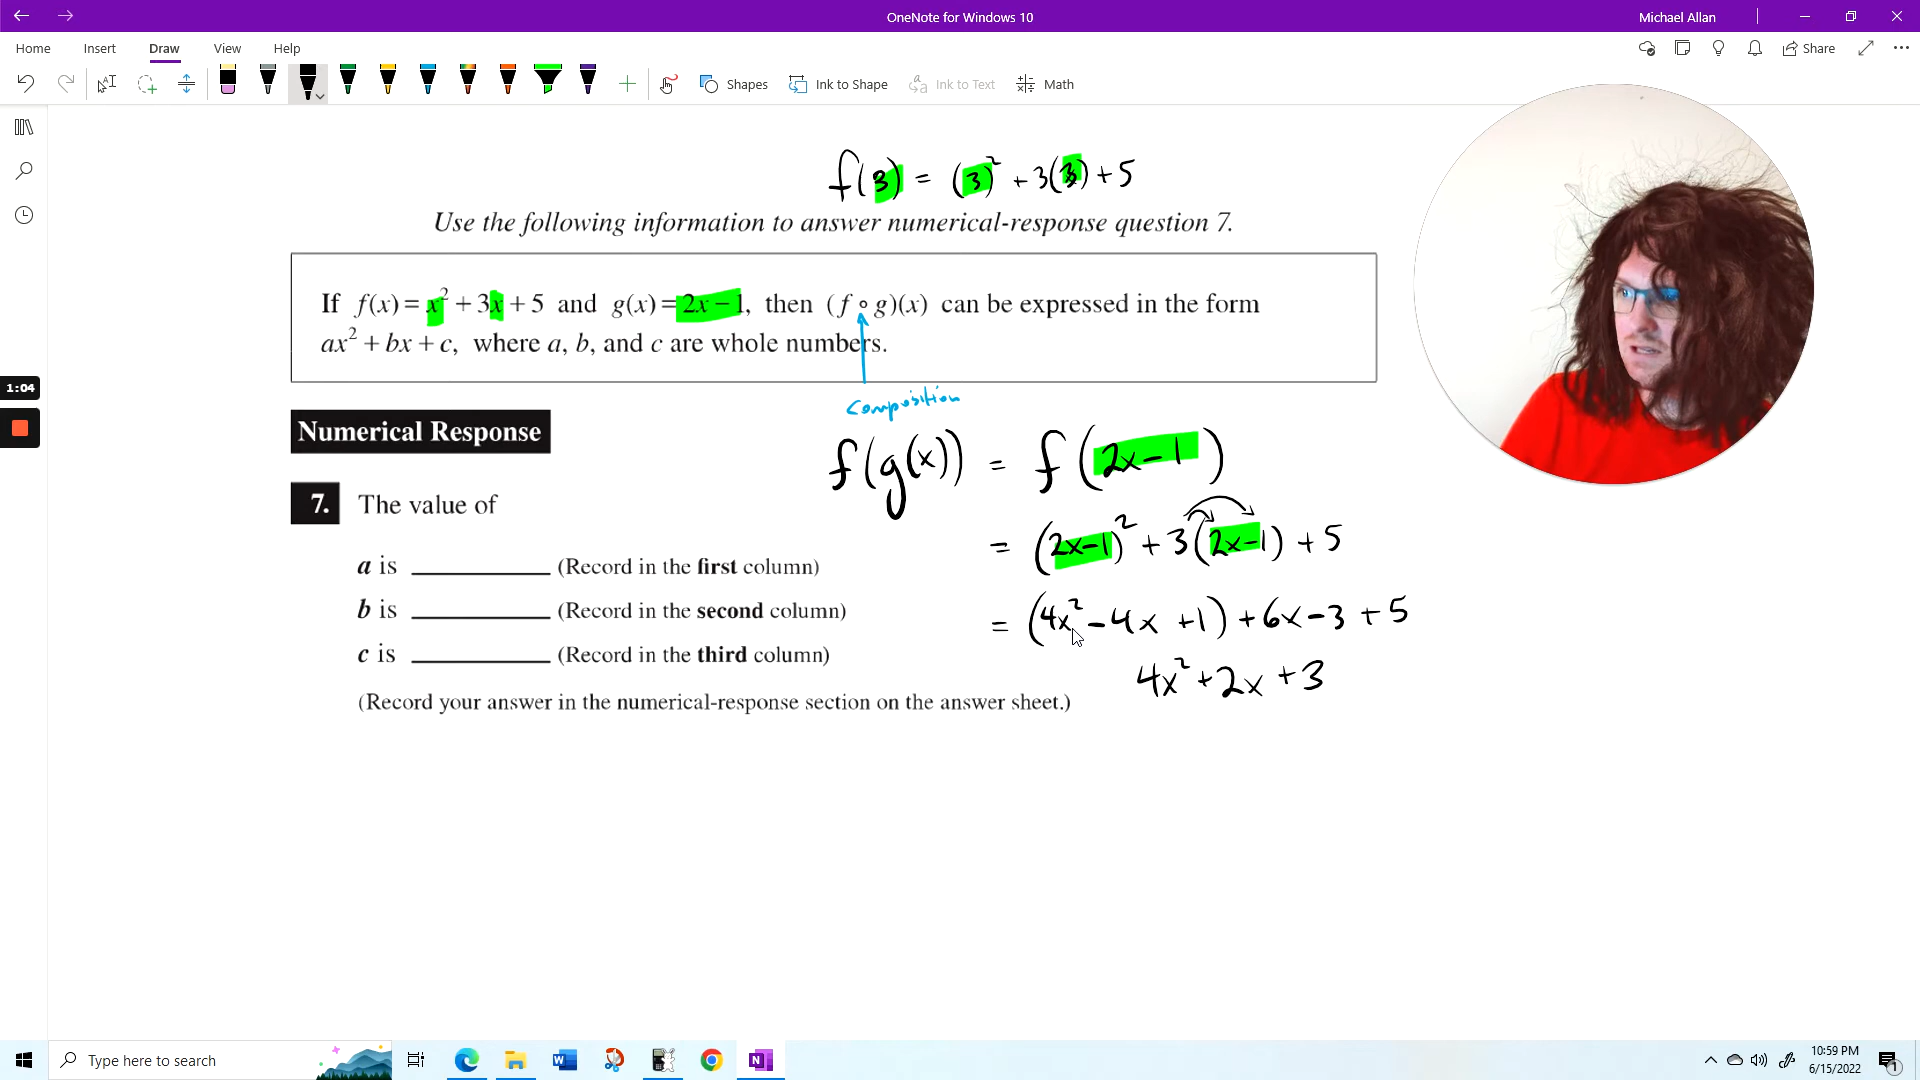 OneNote for Windows 10
Michael Allan
Home Insert Draw View Help
Share
Shapes Ink to Shape Ink to Text Math
f(3) = (3)² + 3(3) + 5
Use the following information to answer numerical-response question 7.
If f(x) = x² + 3x + 5 and g(x) = 2x − 1, then (f ∘ g)(x) can be expressed in the form
ax² + bx + c, where a, b, and c are whole numbers.
1:04
Composition
Numerical Response
f(g(x)) = f(2x−1)
7. The value of
= (2x−1)² + 3(2x−1) + 5
a is ____________ (Record in the first column)
b is ____________ (Record in the second column)
= (4x² − 4x + 1) + 6x − 3 + 5
c is ____________ (Record in the third column)
4x² + 2x + 3
(Record your answer in the numerical-response section on the answer sheet.)
Type here to search
10:59 PM
6/15/2022
1